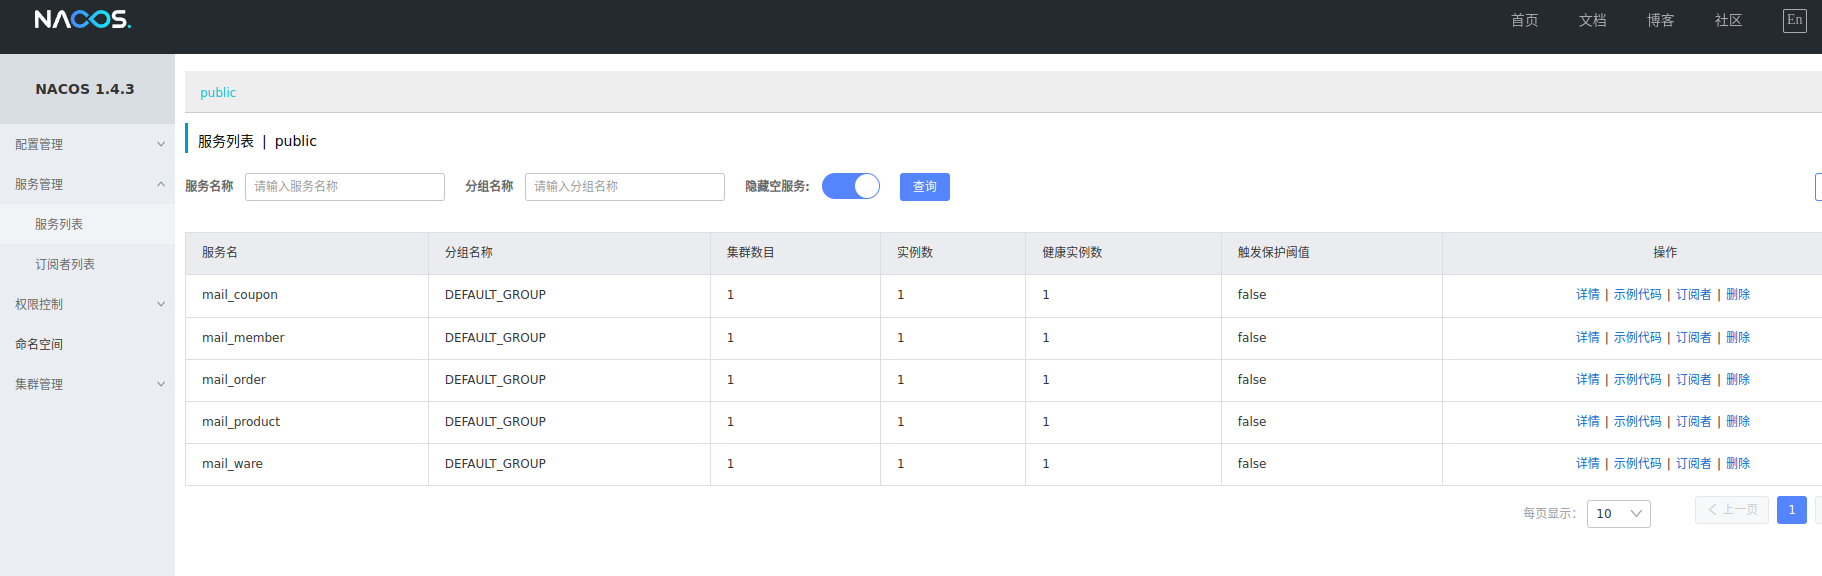 NACOS.
首页 文档 博客 社区 En
NACOS 1.4.3
配置管理
服务管理
服务列表
订阅者列表
权限控制
命名空间
集群管理
public
服务列表 | public
服务名称 请输入服务名称 分组名称 请输入分组名称 隐藏空服务: 查询
服务名 分组名称 集群数目 实例数 健康实例数 触发保护阈值 操作
mail_coupon DEFAULT_GROUP 1 1 1 false 详情 | 示例代码 | 订阅者 | 删除
mail_member DEFAULT_GROUP 1 1 1 false 详情 | 示例代码 | 订阅者 | 删除
mail_order DEFAULT_GROUP 1 1 1 false 详情 | 示例代码 | 订阅者 | 删除
mail_product DEFAULT_GROUP 1 1 1 false 详情 | 示例代码 | 订阅者 | 删除
mail_ware DEFAULT_GROUP 1 1 1 false 详情 | 示例代码 | 订阅者 | 删除
每页显示: 10 上一页 1